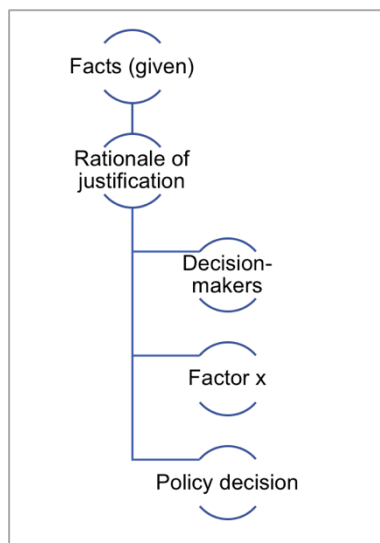 Facts (given)
Rationale of
justification
Decision-
makers
Factor x
Policy decision